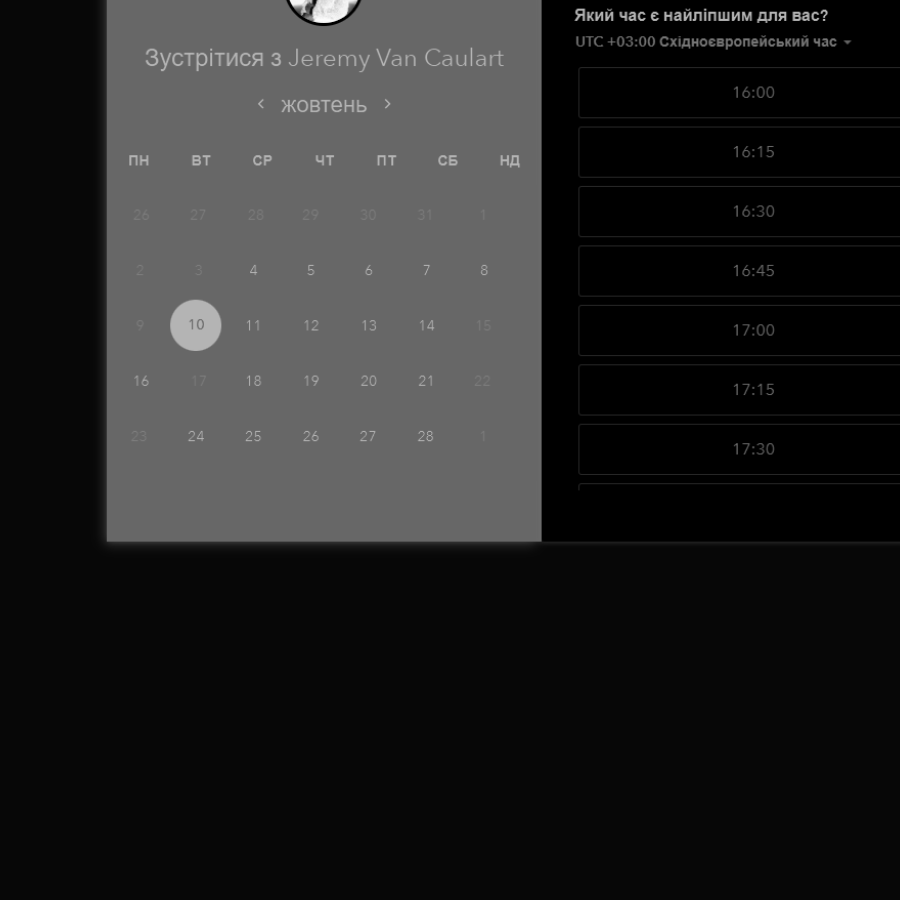 Зустрітися з Jeremy Van Caulart
жовтень
ПН ВТ СР ЧТ ПТ СБ НД
26 27 28 29 30 31 1
2 3 4 5 6 7 8
9 10 11 12 13 14 15
16 17 18 19 20 21 22
23 24 25 26 27 28 1
Який час є найліпшим для вас?
UTC +03:00 Східноєвропейський час
16:00
16:15
16:30
16:45
17:00
17:15
17:30